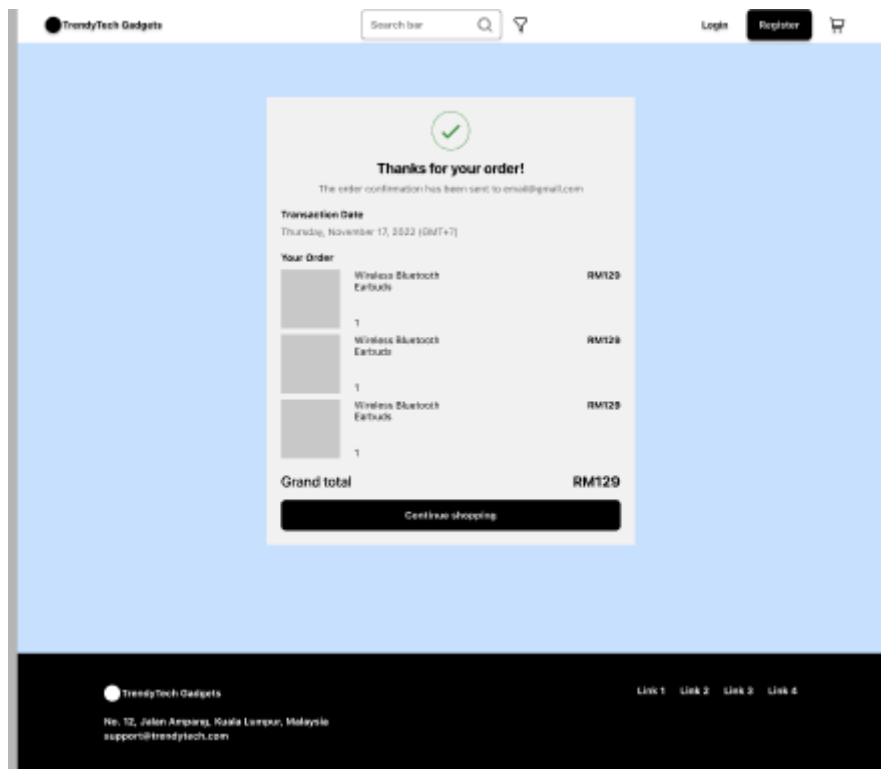 TrendyTech Gadgets
Search bar
Login
Register
Thanks for your order!
The order confirmation has been sent to email@gmail.com
Transaction Date
Thursday, November 17, 2022 (GMT+7)
Your Order
Wireless Bluetooth
Earbuds
RM129
1
Wireless Bluetooth
Earbuds
RM129
1
Wireless Bluetooth
Earbuds
RM129
1
Grand total
RM129
Continue shopping
TrendyTech Gadgets
Link 1
Link 2
Link 3
Link 4
No. 12, Jalan Ampang, Kuala Lumpur, Malaysia
support@trendytech.com